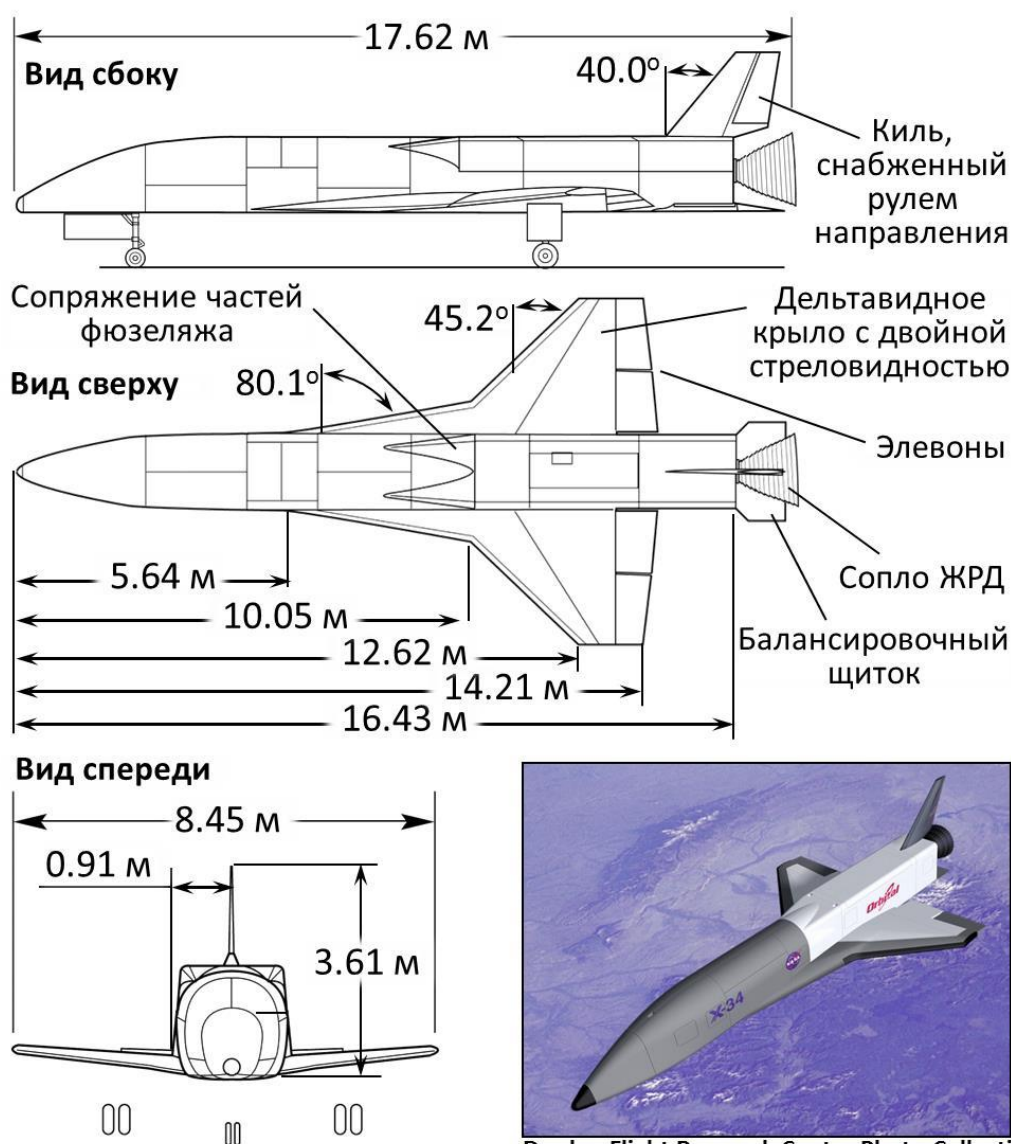 17.62 м
Вид сбоку
40.0°
Киль,
снабженный
рулем
направления
Сопряжение частей
фюзеляжа
45.2°
Дельтавидное
крыло с двойной
стреловидностью
Вид сверху
80.1°
Элевоны
5.64 м
Сопло ЖРД
10.05 м
Балансировочный
щиток
12.62 м
14.21 м
16.43 м
Вид спереди
8.45 м
0.91 м
3.61 м
Orbital
NASA
X-34